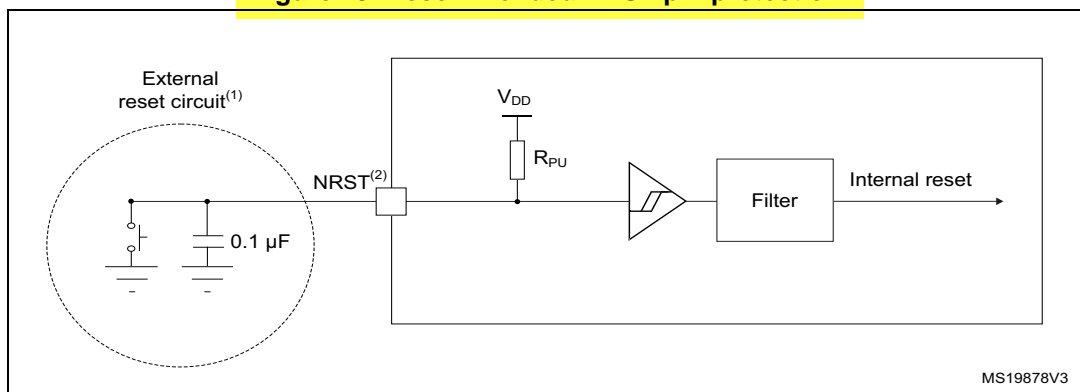 External
reset circuit(1)
VDD
RPU
NRST(2)
Filter
Internal reset
0.1 µF
MS19878V3